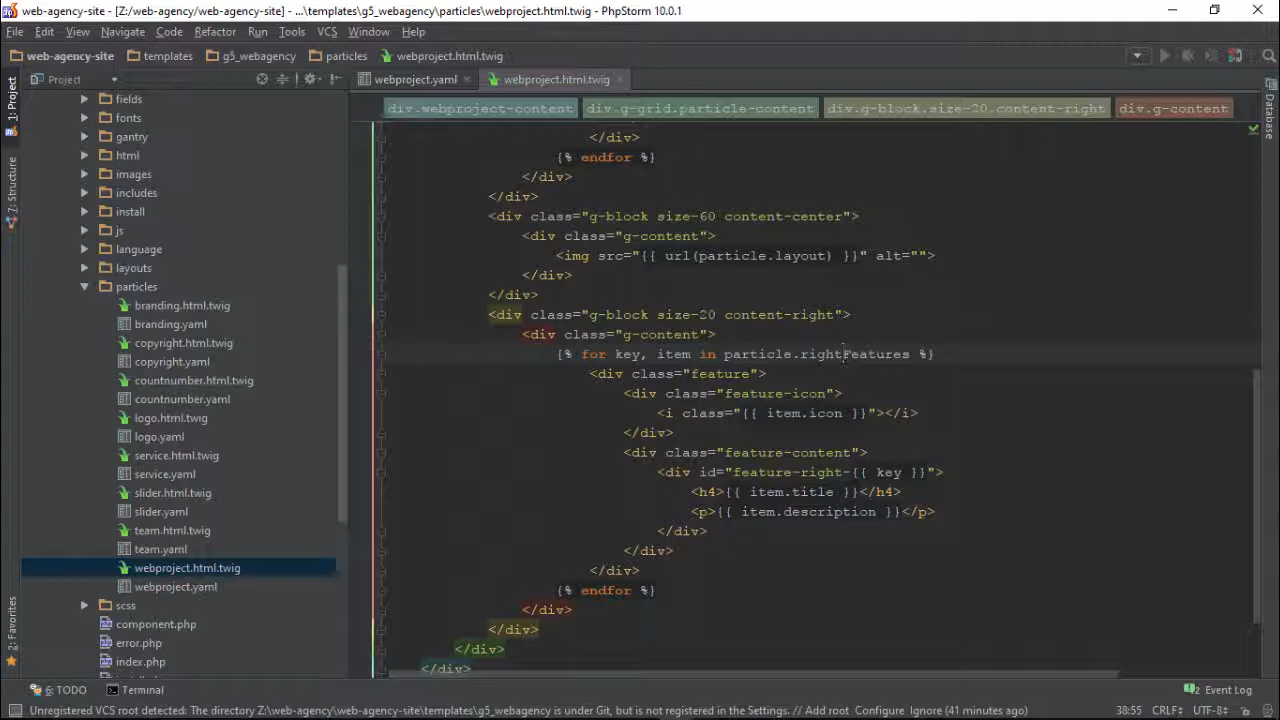 web-agency-site - [Z:/web-agency/web-agency-site] - ...\templates\g5_webagency\particles\webproject.html.twig - PhpStorm 10.0.1
File Edit View Navigate Code Refactor Run Tools VCS Window Help
web-agency-site templates g5_webagency particles webproject.html.twig
Project
webproject.yaml
webproject.html.twig
1: Project
7: Structure
2: Favorites
Database
fields
fonts
gantry
html
images
includes
install
js
language
layouts
particles
branding.html.twig
branding.yaml
copyright.html.twig
copyright.yaml
countnumber.html.twig
countnumber.yaml
logo.html.twig
logo.yaml
service.html.twig
service.yaml
slider.html.twig
slider.yaml
team.html.twig
team.yaml
webproject.html.twig
webproject.yaml
scss
component.php
error.php
index.php
div.webproject-content div.g-grid.particle-content div.g-block.size-20.content-right div.g-content
</div>
{% endfor %}
</div>
</div>
<div class="g-block size-60 content-center">
<div class="g-content">
<img src="{{ url(particle.layout) }}" alt="">
</div>
</div>
<div class="g-block size-20 content-right">
<div class="g-content">
{% for key, item in particle.rightFeatures %}
<div class="feature">
<div class="feature-icon">
<i class="{{ item.icon }}"></i>
</div>
<div class="feature-content">
<div id="feature-right-{{ key }}">
<h4>{{ item.title }}</h4>
<p>{{ item.description }}</p>
</div>
</div>
</div>
{% endfor %}
</div>
</div>
</div>
</div>
6: TODO Terminal
2 Event Log
Unregistered VCS root detected: The directory Z:\web-agency\web-agency-site\templates\g5_webagency is under Git, but is not registered in the Settings. // Add root Configure Ignore (41 minutes ago)
38:55 CRLF UTF-8